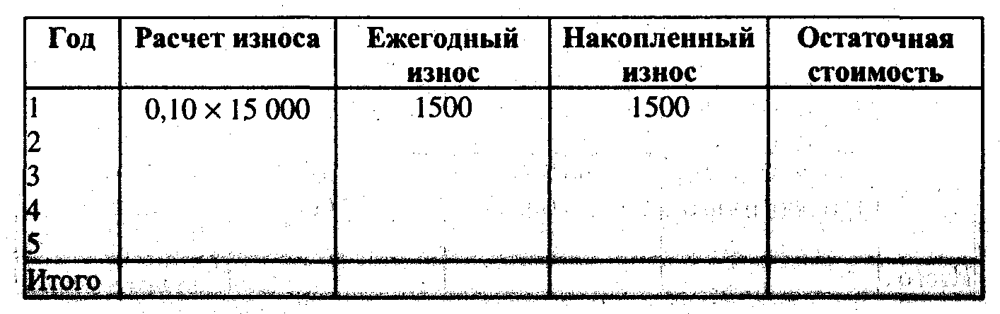 Год Расчет износа Ежегодный износ Накопленный износ Остаточная стоимость
1 0,10 × 15 000 1500 1500
2
3
4
5
Итого